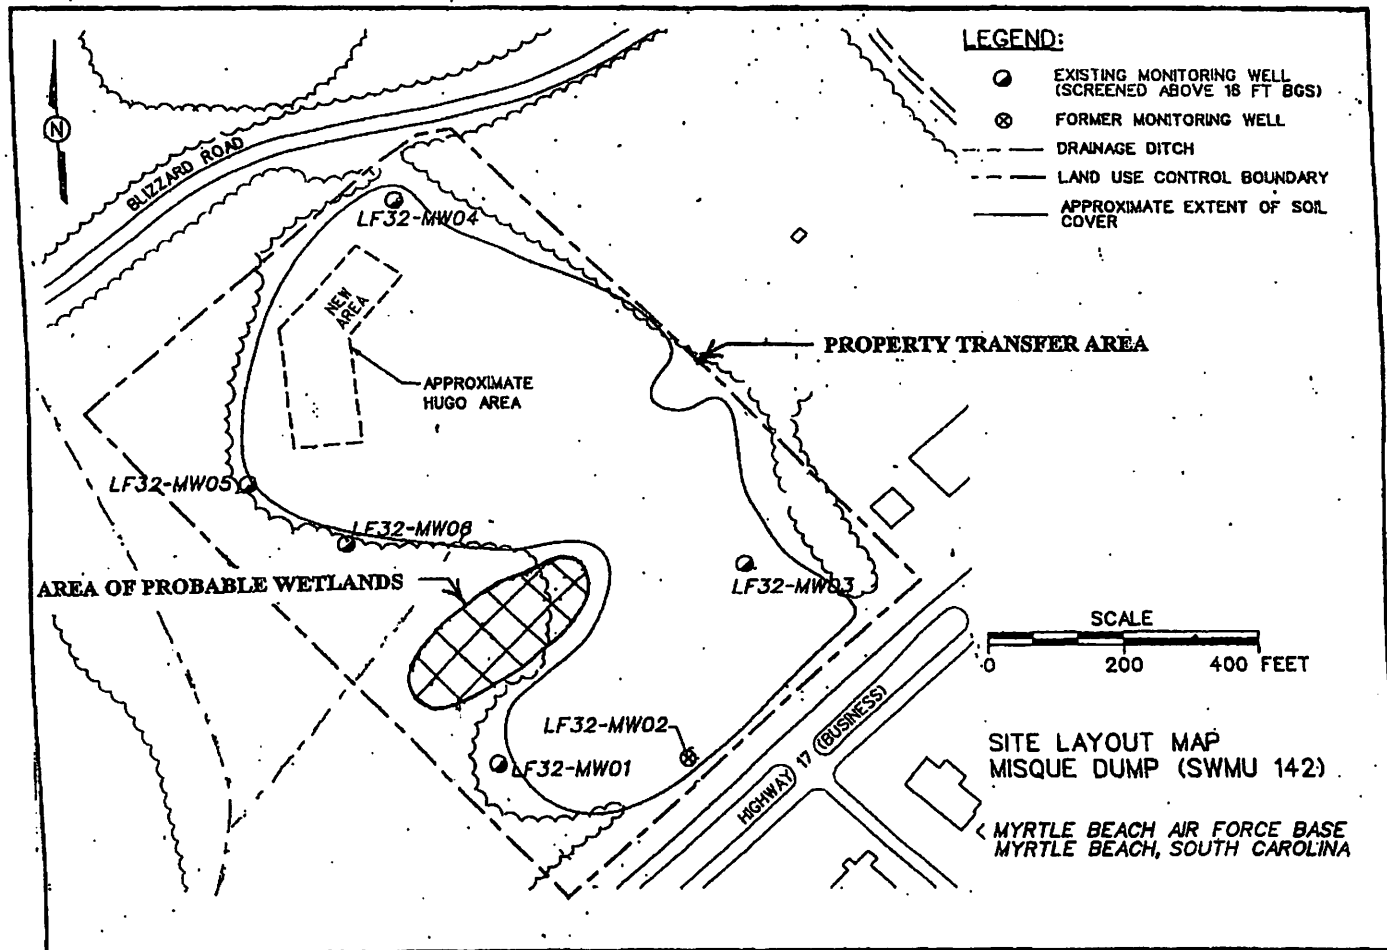 LEGEND:
EXISTING MONITORING WELL
(SCREENED ABOVE 18 FT BGS)
FORMER MONITORING WELL
DRAINAGE DITCH
LAND USE CONTROL BOUNDARY
APPROXIMATE EXTENT OF SOIL
COVER
N
BLIZZARD ROAD
LF32-MW04
NEW
AREA
PROPERTY TRANSFER AREA
APPROXIMATE
HUGO AREA
LF32-MW05
LF32-MW06
AREA OF PROBABLE WETLANDS
LF32-MW03
SCALE
0 200 400 FEET
LF32-MW02
LF32-MW01
HIGHWAY 17 (BUSINESS)
SITE LAYOUT MAP
MISQUE DUMP (SWMU 142)
MYRTLE BEACH AIR FORCE BASE
MYRTLE BEACH, SOUTH CAROLINA